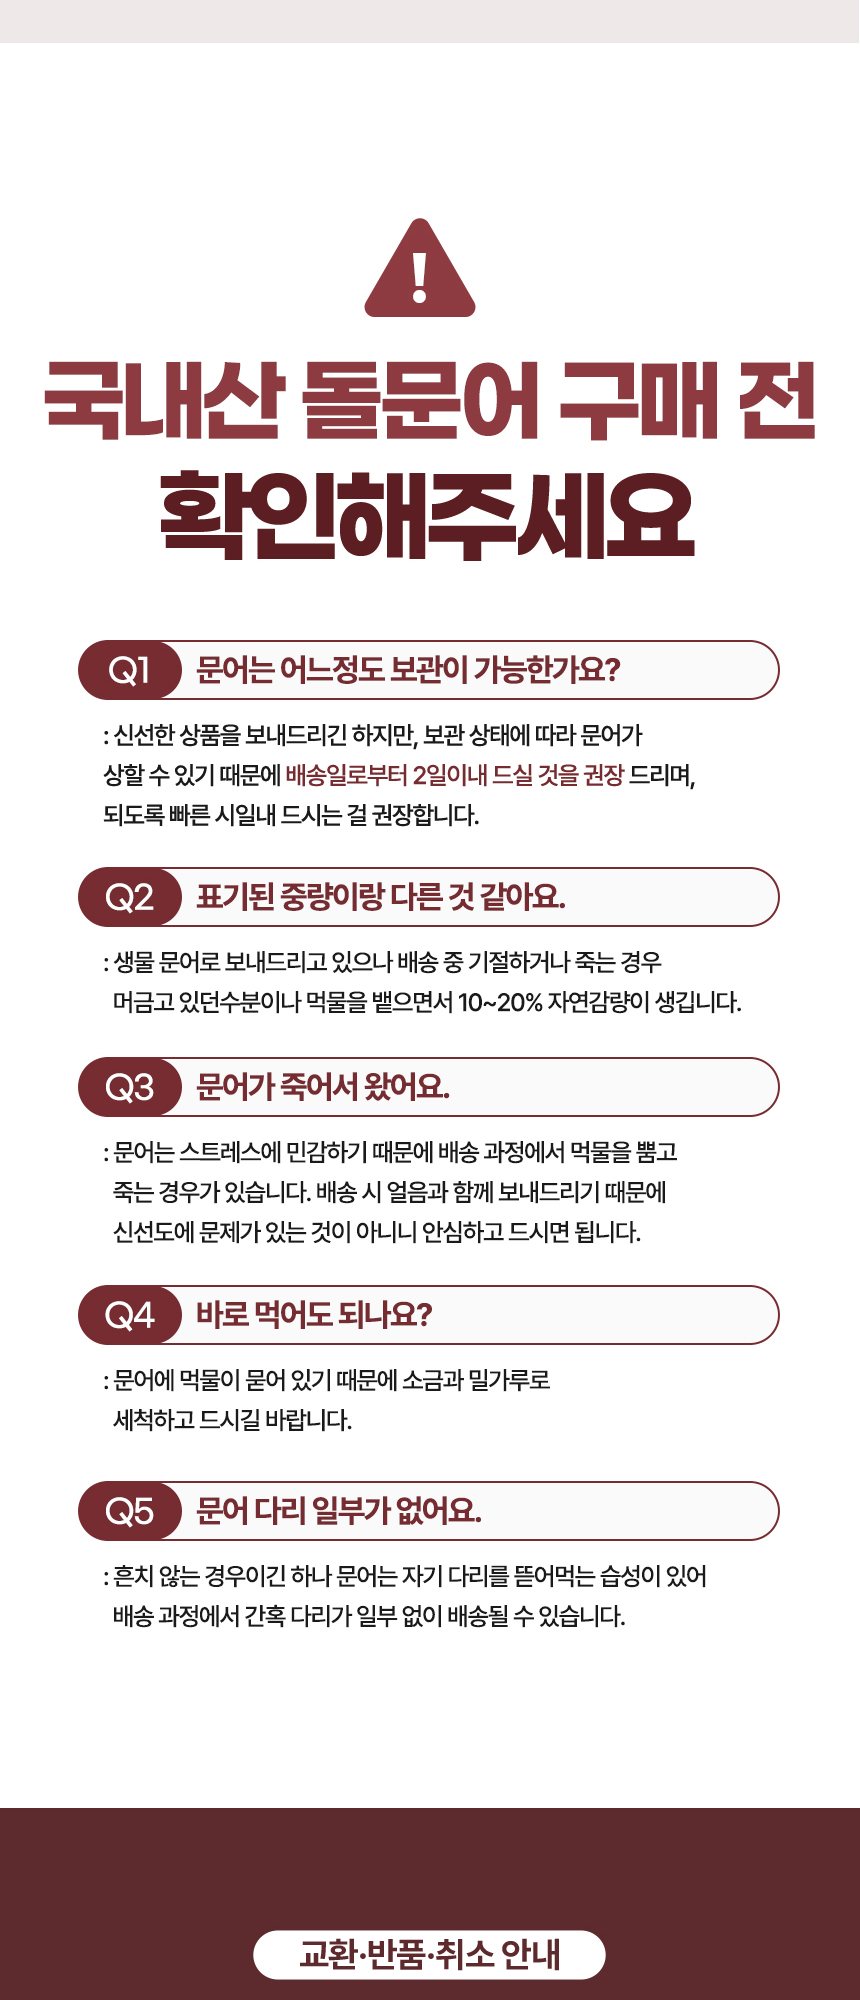 국내산 돌문어 구매 전
확인해주세요
Q1 문어는 어느정도 보관이 가능한가요?
: 신선한 상품을 보내드리긴 하지만, 보관 상태에 따라 문어가
상할 수 있기 때문에 배송일로부터 2일이내 드실 것을 권장 드리며,
되도록 빠른 시일내 드시는 걸 권장합니다.
Q2 표기된 중량이랑 다른 것 같아요.
: 생물 문어로 보내드리고 있으나 배송 중 기절하거나 죽는 경우
머금고 있던수분이나 먹물을 뱉으면서 10~20% 자연감량이 생깁니다.
Q3 문어가 죽어서 왔어요.
: 문어는 스트레스에 민감하기 때문에 배송 과정에서 먹물을 뿜고
죽는 경우가 있습니다. 배송 시 얼음과 함께 보내드리기 때문에
신선도에 문제가 있는 것이 아니니 안심하고 드시면 됩니다.
Q4 바로 먹어도 되나요?
: 문어에 먹물이 묻어 있기 때문에 소금과 밀가루로
세척하고 드시길 바랍니다.
Q5 문어 다리 일부가 없어요.
: 흔치 않는 경우이긴 하나 문어는 자기 다리를 뜯어먹는 습성이 있어
배송 과정에서 간혹 다리가 일부 없이 배송될 수 있습니다.
교환·반품·취소 안내